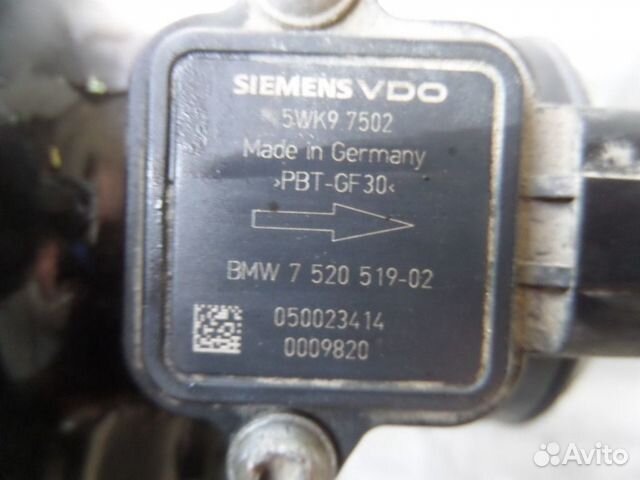 SIEMENS VDO
5WK9 7502
Made in Germany
>PBT-GF30<
BMW 7 520 519-02
050023414
0009820
Avito